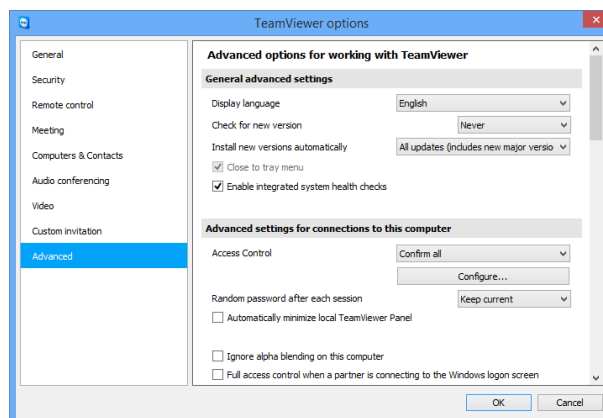 TeamViewer options
General
Security
Remote control
Meeting
Computers & Contacts
Audio conferencing
Video
Custom invitation
Advanced
Advanced options for working with TeamViewer
General advanced settings
Display language English
Check for new version Never
Install new versions automatically All updates (includes new major versio
Close to tray menu
Enable integrated system health checks
Advanced settings for connections to this computer
Access Control Confirm all
Configure...
Random password after each session Keep current
Automatically minimize local TeamViewer Panel
Ignore alpha blending on this computer
Full access control when a partner is connecting to the Windows logon screen
OK Cancel